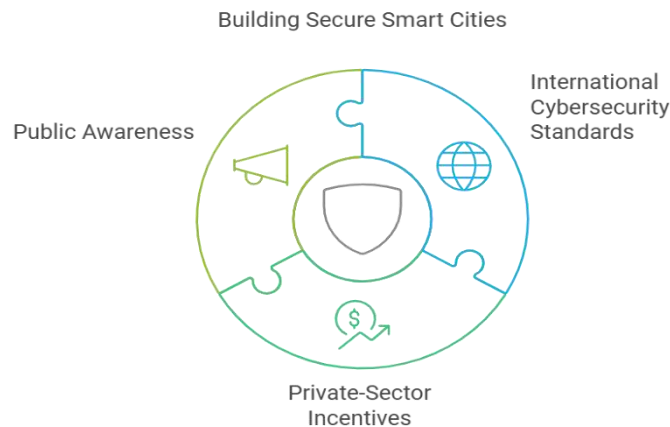 Building Secure Smart Cities
International
Cybersecurity
Standards
Public Awareness
$
Private-Sector
Incentives